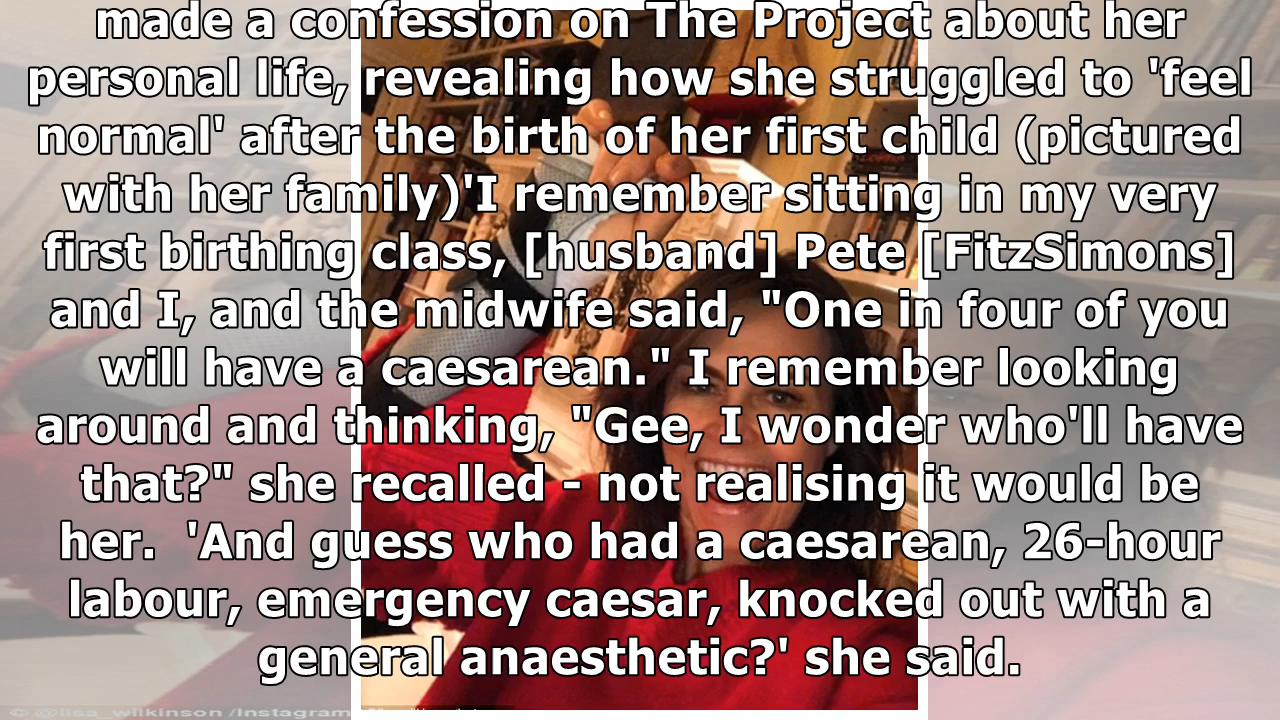 made a confession on The Project about her
personal life, revealing how she struggled to 'feel
normal' after the birth of her first child (pictured
with her family)'I remember sitting in my very
first birthing class, [husband] Pete [FitzSimons]
and I, and the midwife said, "One in four of you
will have a caesarean." I remember looking
around and thinking, "Gee, I wonder who'll have
that?" she recalled - not realising it would be
her.  'And guess who had a caesarean, 26-hour
labour, emergency caesar, knocked out with a
general anaesthetic?' she said.
© @lisa_wilkinson /Instagram